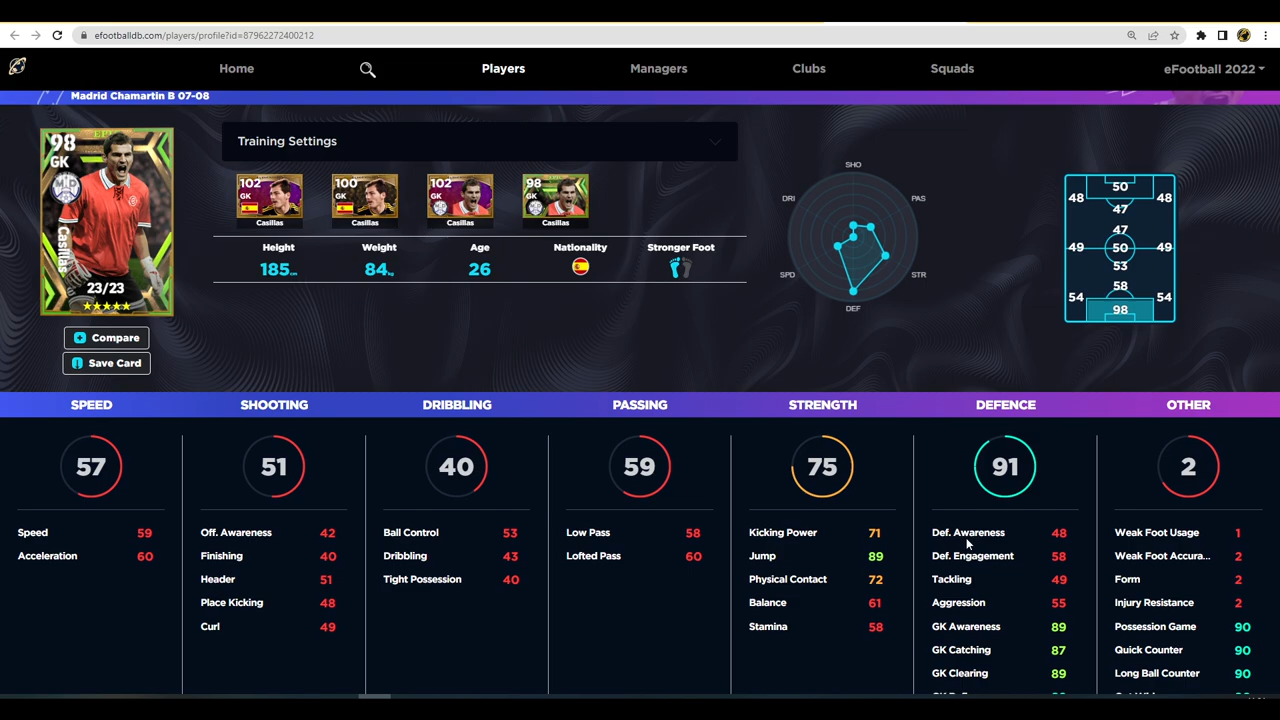 efootballdb.com/players/profile?id=87962272400212
Home
Players
Managers
Clubs
Squads
eFootball 2022
Madrid Chamartin B 07-08
98
GK
Casillas
23/23
Compare
Save Card
Training Settings
102
GK
Casillas
100
GK
Casillas
102
GK
Casillas
98
GK
Casillas
Height
185cm
Weight
84kg
Age
26
Nationality
Stronger Foot
SHO
PAS
STR
DEF
SPD
DRI
50
48 48
47
47
49 50 49
53
58
54 54
98
SPEED
57
Speed 59
Acceleration 60
SHOOTING
51
Off. Awareness 42
Finishing 40
Header 51
Place Kicking 48
Curl 49
DRIBBLING
40
Ball Control 53
Dribbling 43
Tight Possession 40
PASSING
59
Low Pass 58
Lofted Pass 60
STRENGTH
75
Kicking Power 71
Jump 89
Physical Contact 72
Balance 61
Stamina 58
DEFENCE
91
Def. Awareness 48
Def. Engagement 58
Tackling 49
Aggression 55
GK Awareness 89
GK Catching 87
GK Clearing 89
OTHER
2
Weak Foot Usage 1
Weak Foot Accura... 2
Form 2
Injury Resistance 2
Possession Game 90
Quick Counter 90
Long Ball Counter 90